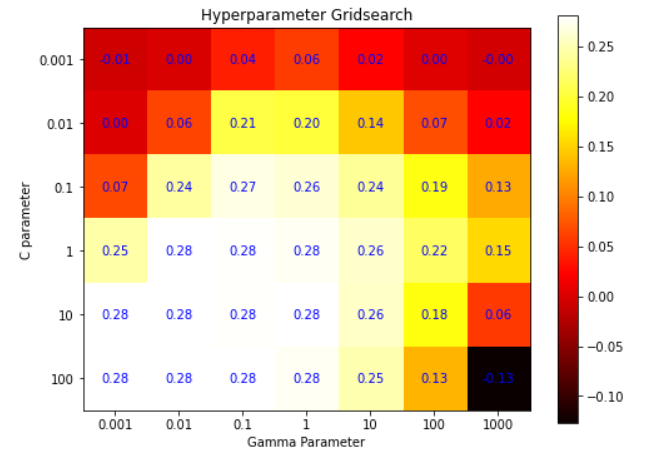 Hyperparameter Gridsearch
0.001 -0.01 0.00 0.04 0.06 0.02 0.00 -0.00
0.01 0.00 0.06 0.21 0.20 0.14 0.07 0.02
0.1 0.07 0.24 0.27 0.26 0.24 0.19 0.13
1 0.25 0.28 0.28 0.28 0.26 0.22 0.15
10 0.28 0.28 0.28 0.28 0.26 0.18 0.06
100 0.28 0.28 0.28 0.28 0.25 0.13 -0.13
0.001 0.01 0.1 1 10 100 1000
Gamma Parameter
C parameter
0.25
0.20
0.15
0.10
0.05
0.00
−0.05
−0.10